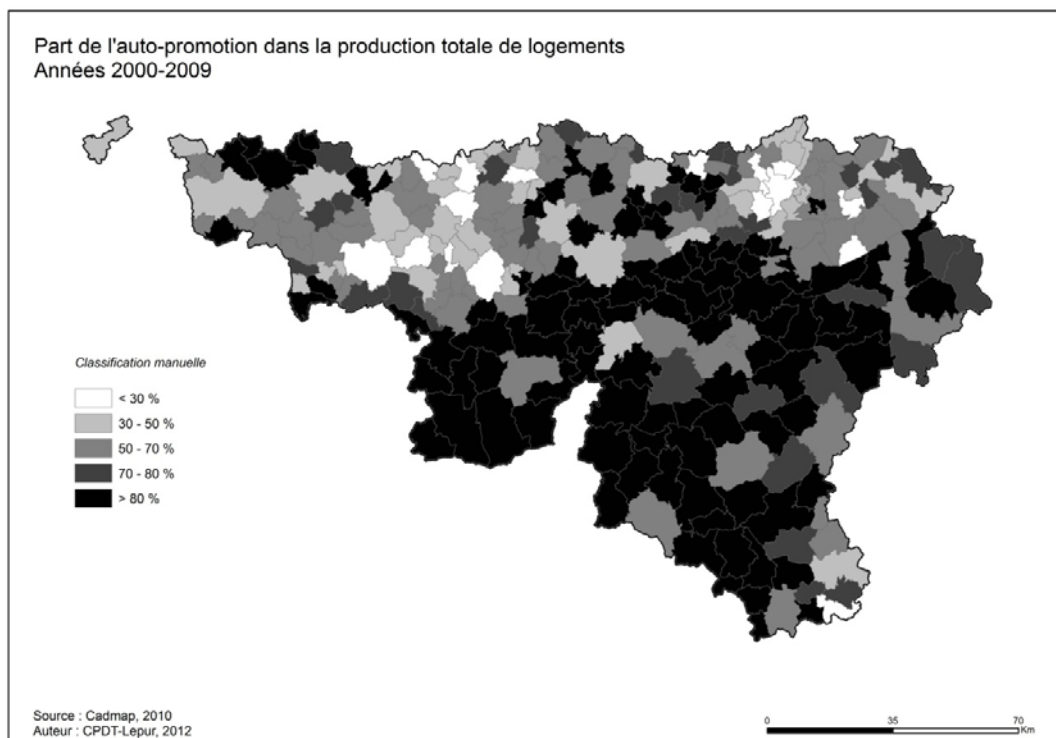 Part de l'auto-promotion dans la production totale de logements
Années 2000-2009
Classification manuelle
< 30 %
30 - 50 %
50 - 70 %
70 - 80 %
> 80 %
Source : Cadmap, 2010
Auteur : CPDT-Lepur, 2012
0 35 70
Km